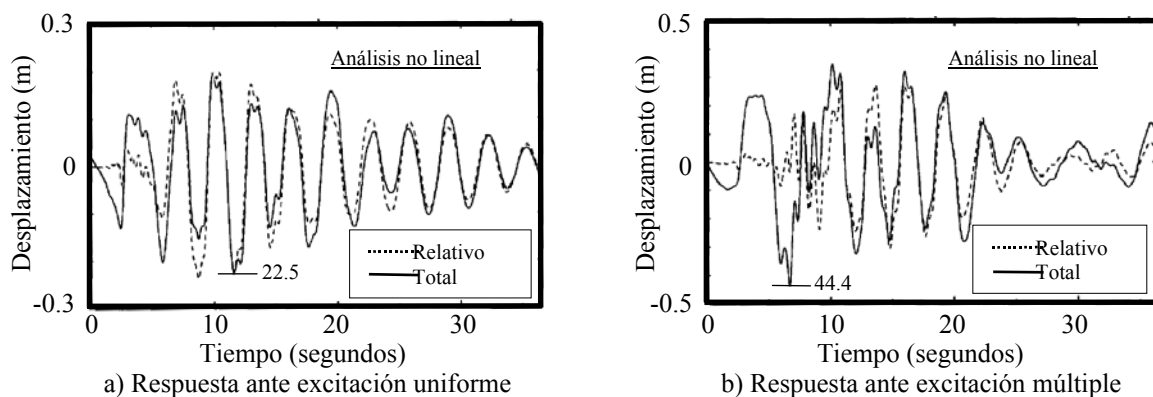 0.3
Análisis no lineal
Desplazamiento (m)
0
Relativo
Total
22.5
-0.3
0
10
20
30
Tiempo (segundos)
a) Respuesta ante excitación uniforme
0.5
Análisis no lineal
Desplazamiento (m)
0
Relativo
Total
44.4
-0.5
0
10
20
30
Tiempo (segundos)
b) Respuesta ante excitación múltiple